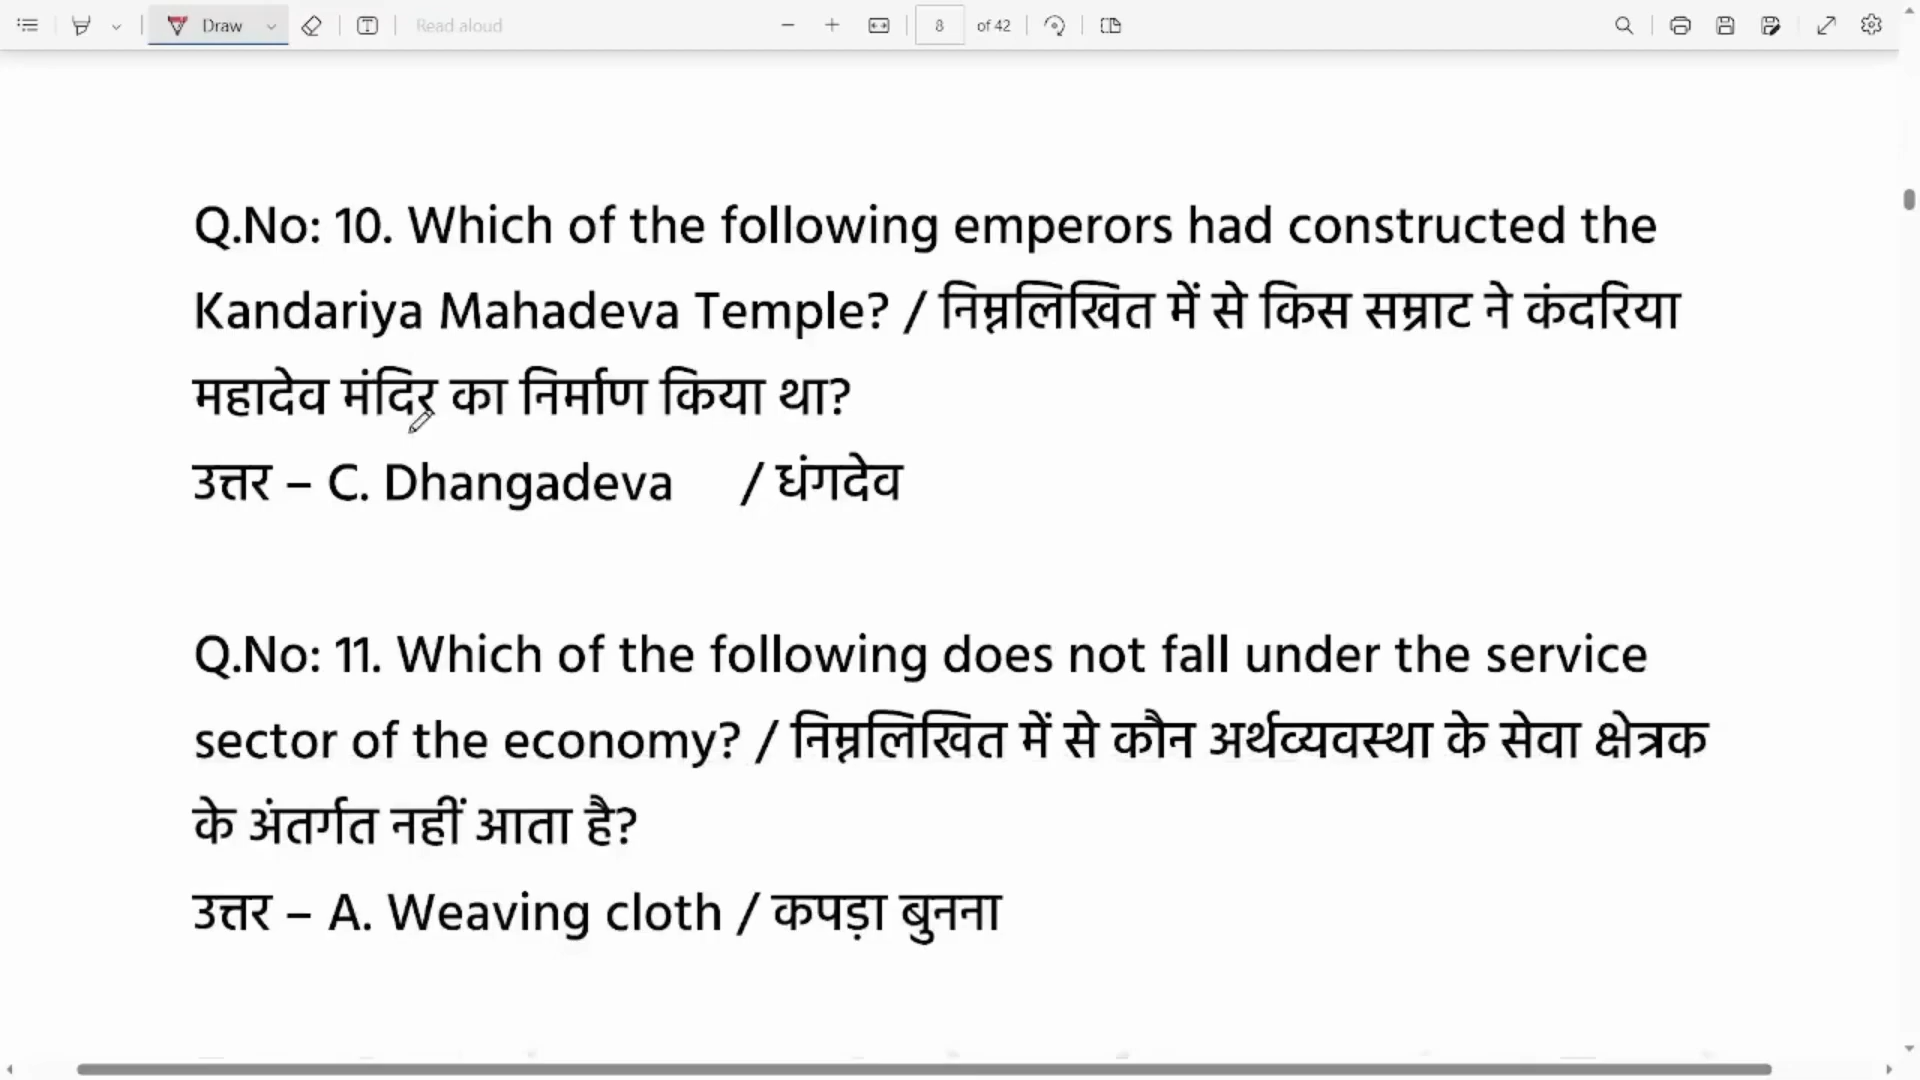 Draw
Read aloud
8
of 42
Q.No: 10. Which of the following emperors had constructed the
Kandariya Mahadeva Temple? / निम्नलिखित में से किस सम्राट ने कंदरिया
महादेव मंदिर का निर्माण किया था?
उत्तर – C. Dhangadeva / धंगदेव
Q.No: 11. Which of the following does not fall under the service
sector of the economy? / निम्नलिखित में से कौन अर्थव्यवस्था के सेवा क्षेत्रक
के अंतर्गत नहीं आता है?
उत्तर – A. Weaving cloth / कपड़ा बुनना